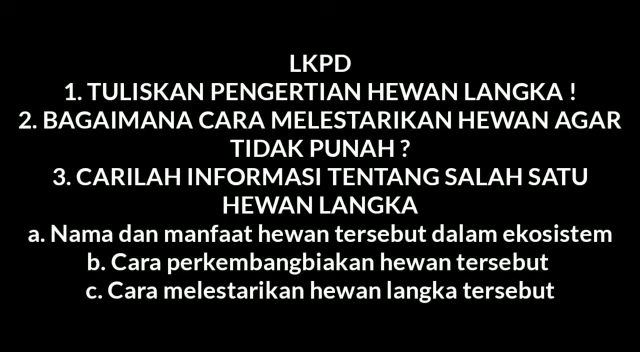 LKPD
1. TULISKAN PENGERTIAN HEWAN LANGKA !
2. BAGAIMANA CARA MELESTARIKAN HEWAN AGAR
TIDAK PUNAH ?
3. CARILAH INFORMASI TENTANG SALAH SATU
HEWAN LANGKA
a. Nama dan manfaat hewan tersebut dalam ekosistem
b. Cara perkembangbiakan hewan tersebut
c. Cara melestarikan hewan langka tersebut